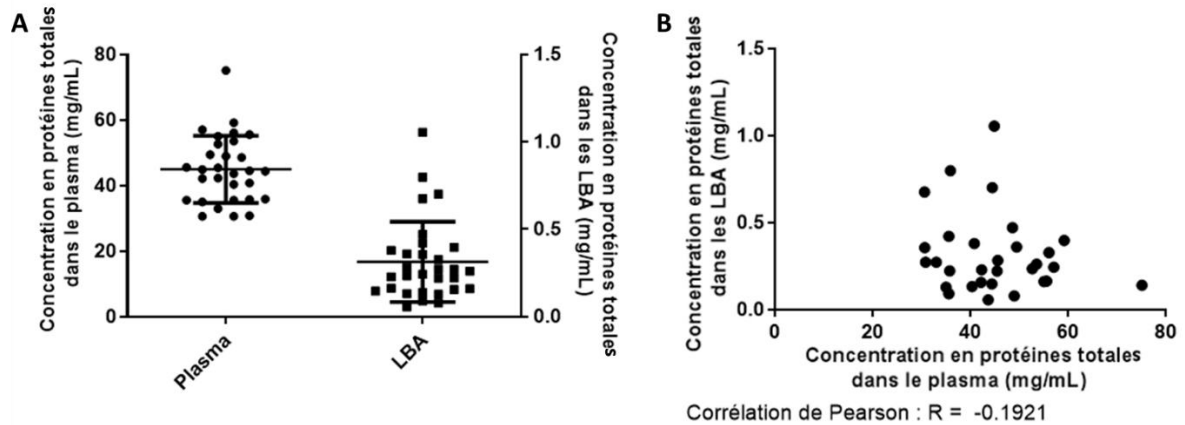 A
Concentration en protéines totales
dans le plasma (mg/mL)
80
60
40
20
0
Plasma
LBA
1.5
1.0
0.5
0.0
Concentration en protéines totales
dans les LBA (mg/mL)
B
Concentration en protéines totales
dans les LBA (mg/mL)
1.5
1.0
0.5
0.0
0
20
40
60
80
Concentration en protéines totales
dans le plasma (mg/mL)
Corrélation de Pearson : R = -0.1921